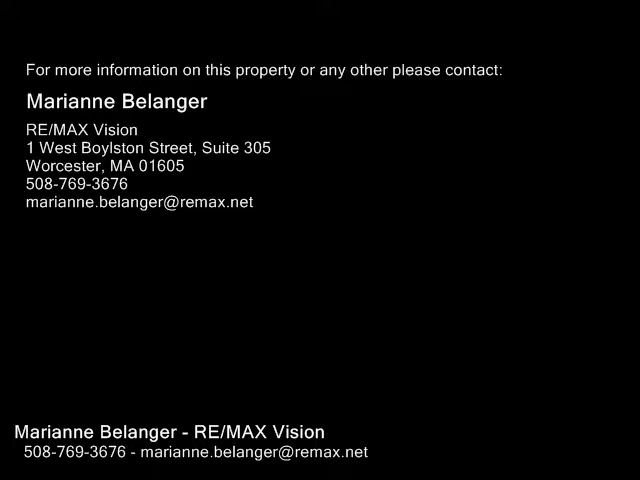 For more information on this property or any other please contact:
Marianne Belanger
RE/MAX Vision
1 West Boylston Street, Suite 305
Worcester, MA 01605
508-769-3676
marianne.belanger@remax.net
Marianne Belanger - RE/MAX Vision
508-769-3676 - marianne.belanger@remax.net